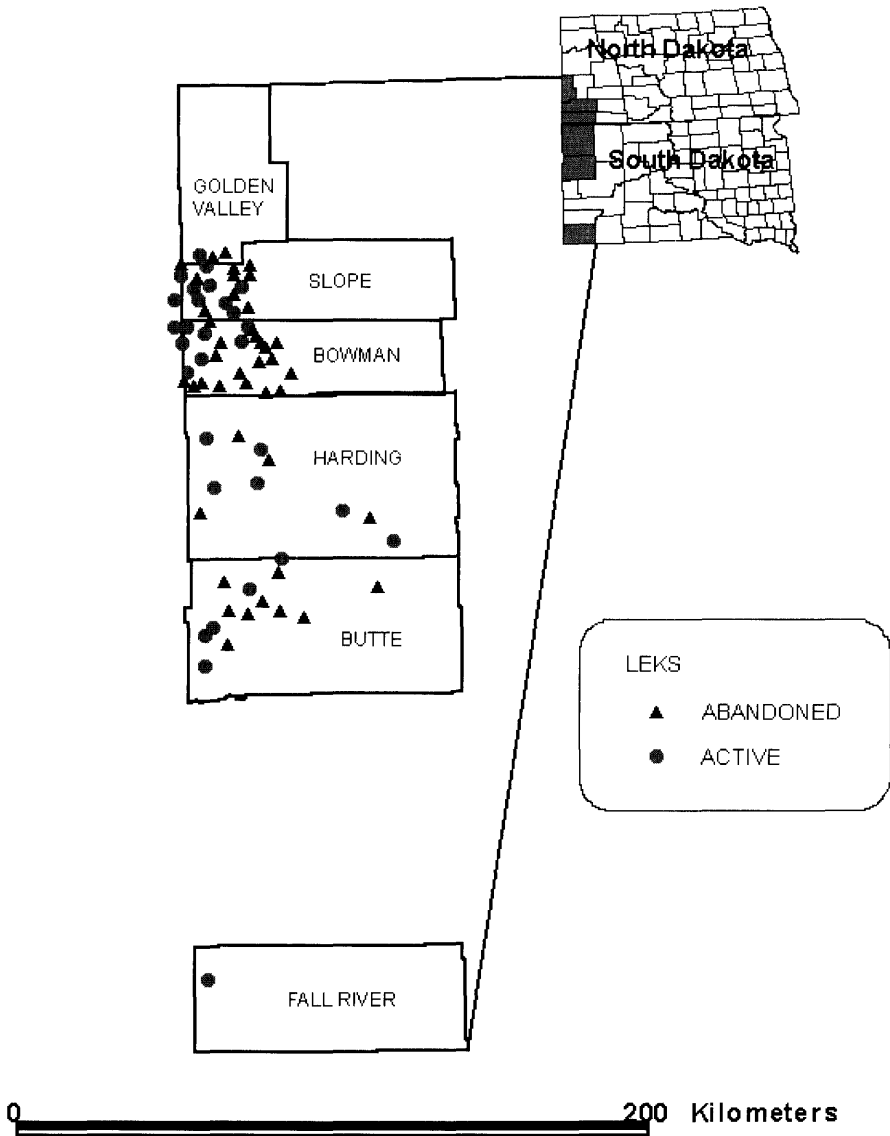 North Dakota
South Dakota
GOLDEN
VALLEY
SLOPE
BOWMAN
HARDING
BUTTE
LEKS
ABANDONED
ACTIVE
FALL RIVER
0 200 Kilometers